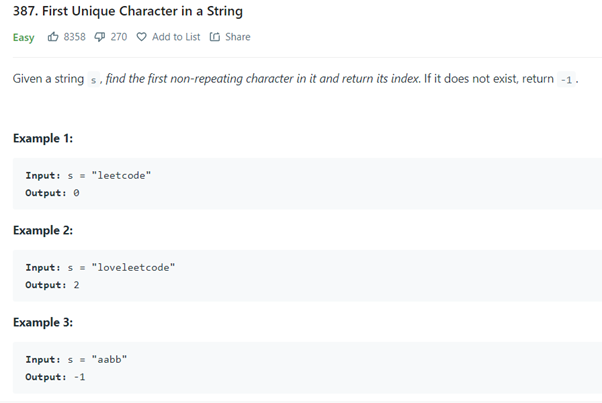 387. First Unique Character in a String
Easy 8358 270 Add to List Share
Given a string s, find the first non-repeating character in it and return its index. If it does not exist, return -1.
Example 1:
Input: s = "leetcode"
Output: 0
Example 2:
Input: s = "loveleetcode"
Output: 2
Example 3:
Input: s = "aabb"
Output: -1